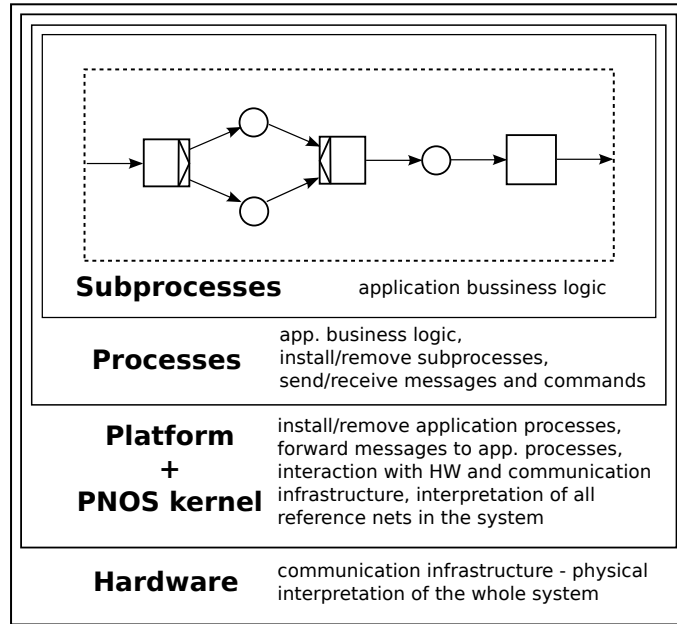 Subprocesses
application bussiness logic
Processes
app. business logic,
install/remove subprocesses,
send/receive messages and commands
Platform
+
PNOS kernel
install/remove application processes,
forward messages to app. processes,
interaction with HW and communication
infrastructure, interpretation of all
reference nets in the system
Hardware
communication infrastructure - physical
interpretation of the whole system